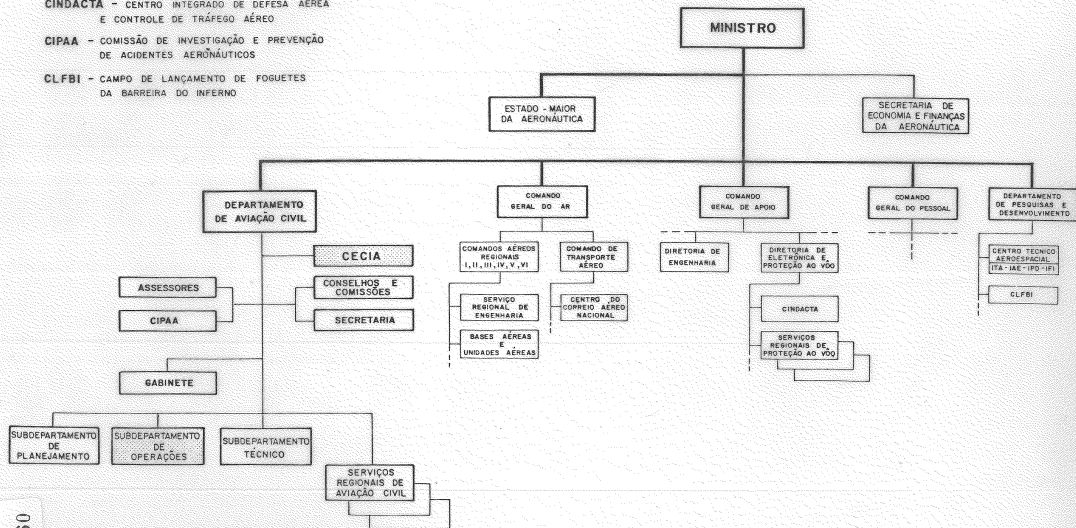 CINDACTA - CENTRO INTEGRADO DE DEFESA AÉREA
E CONTROLE DE TRÁFEGO AÉREO
CIPAA - COMISSÃO DE INVESTIGAÇÃO E PREVENÇÃO
DE ACIDENTES AERONÁUTICOS
CLFBI - CAMPO DE LANÇAMENTO DE FOGUETES
DA BARREIRA DO INFERNO
MINISTRO
ESTADO - MAIOR
DA AERONÁUTICA
SECRETARIA DE
ECONOMIA E FINANÇAS
DA AERONÁUTICA
DEPARTAMENTO
DE AVIAÇÃO CIVIL
COMANDO
GERAL DO AR
COMANDO
GERAL DE APOIO
COMANDO
GERAL DO PESSOAL
DEPARTAMENTO
DE PESQUISAS E
DESENVOLVIMENTO
CECIA
ASSESSORES
CONSELHOS E
COMISSÕES
CIPAA
SECRETARIA
GABINETE
SUBDEPARTAMENTO
DE
PLANEJAMENTO
SUBDEPARTAMENTO
DE
OPERAÇÕES
SUBDEPARTAMENTO
TÉCNICO
SERVIÇOS
REGIONAIS DE
AVIAÇÃO CIVIL
COMANDOS AÉREOS
REGIONAIS
I, II, III, IV, V, VI
COMANDO DE
TRANSPORTE
AÉREO
SERVIÇO
REGIONAL DE
ENGENHARIA
CENTRO DO
CORREIO AÉREO
NACIONAL
BASES AÉREAS
E
UNIDADES AÉREAS
DIRETORIA DE
ENGENHARIA
DIRETORIA DE
ELETRÔNICA E
PROTEÇÃO AO VÔO
CINDACTA
SERVIÇOS
REGIONAIS DE
PROTEÇÃO AO VÔO
CENTRO TÉCNICO
AEROESPACIAL
ITA - IAE - IPD - IFI
CLFBI
60